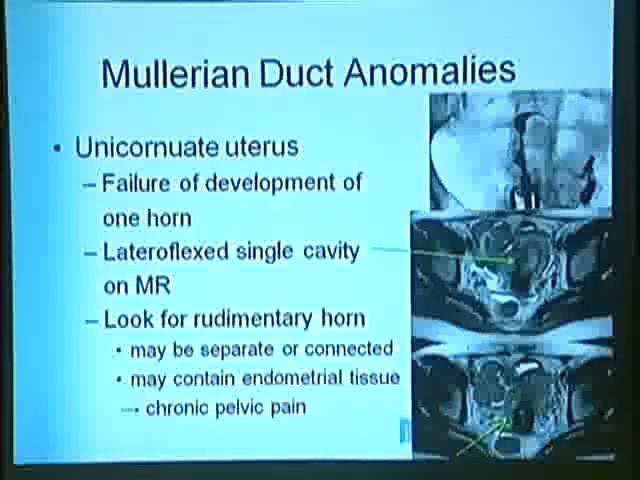 Mullerian Duct Anomalies
• Unicornuate uterus
– Failure of development of
one horn
– Lateroflexed single cavity
on MR
– Look for rudimentary horn
• may be separate or connected
• may contain endometrial tissue
→ chronic pelvic pain